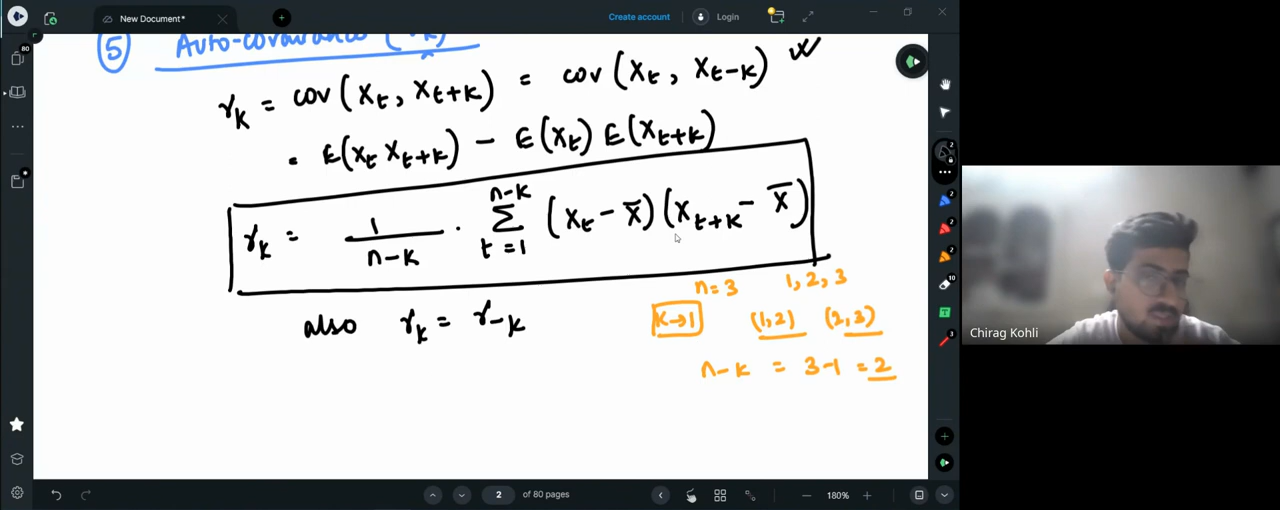 New Document*
Create account
Login
80
⑤ Auto-covariance (γk)
γk = cov(Xt, Xt+k) = cov(Xt, Xt-k)
= E(Xt Xt+k) - E(Xt) E(Xt+k)
γk = 1/(n-k) · Σ_{t=1}^{n-k} (Xt - X̄)(Xt+k - X̄)
n=3 1,2,3
also γk = γ-k
K→1 (1,2) (2,3)
n-k = 3-1 = 2
Chirag Kohli
2 of 80 pages
180%